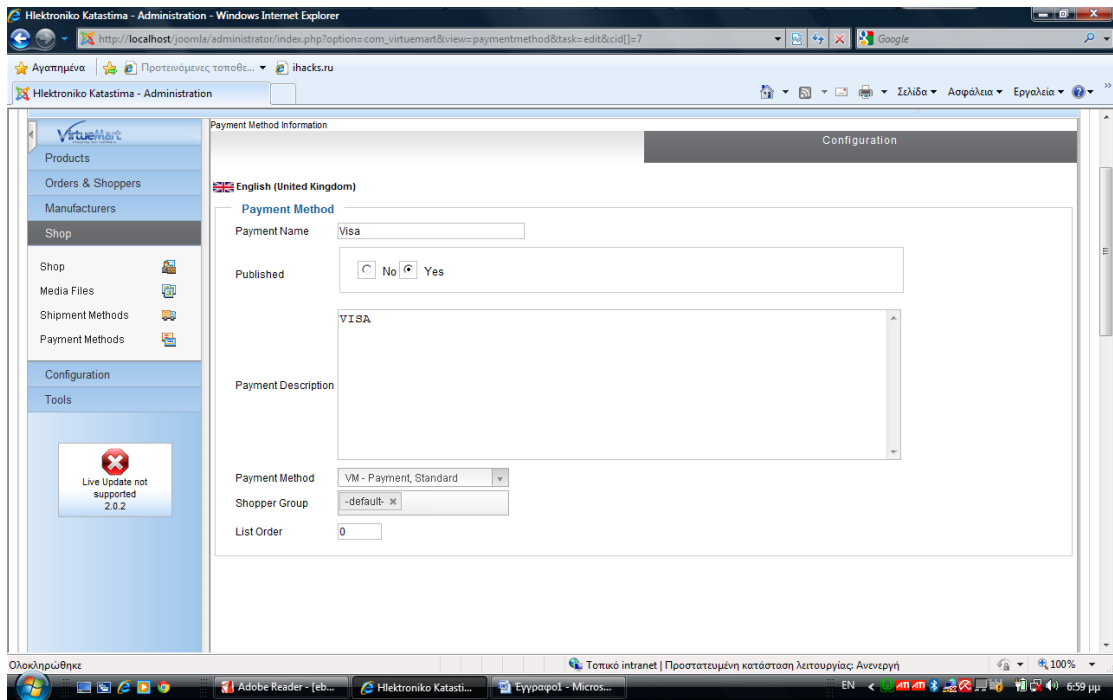 Hlektroniko Katastima - Administration - Windows Internet Explorer
http://localhost/joomla/administrator/index.php?option=com_virtuemart&view=paymentmethod&task=edit&cid[]=7
Google
Αγαπημένα
Προτεινόμενες τοποθε...
ihacks.ru
Hlektroniko Katastima - Administration
Σελίδα
Ασφάλεια
Εργαλεία
VirtueMart
Products
Orders & Shoppers
Manufacturers
Shop
Shop
Media Files
Shipment Methods
Payment Methods
Configuration
Tools
Live Update not
supported
2.0.2
Payment Method Information
Configuration
English (United Kingdom)
Payment Method
Payment Name Visa
Published No Yes
Payment Description VISA
Payment Method VM - Payment, Standard
Shopper Group -default-
List Order 0
Ολοκληρώθηκε
Τοπικό intranet | Προστατευμένη κατάσταση λειτουργίας: Ανενεργή
100%
Adobe Reader - [eb...
Hlektroniko Katasti...
Έγγραφο1 - Micros...
EN
ATI ATI
6:59 μμ